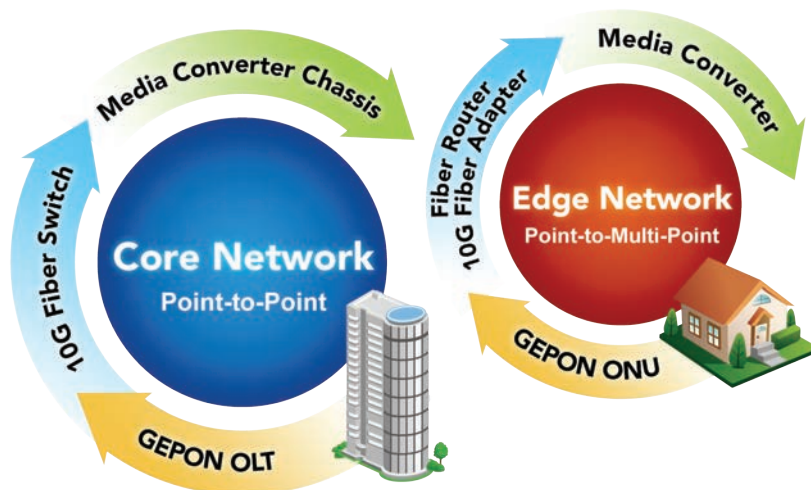 Media Converter Chassis
10G Fiber Switch
Core Network
Point-to-Point
GEPON OLT
Media Converter
Fiber Router
10G Fiber Adapter
Edge Network
Point-to-Multi-Point
GEPON ONU